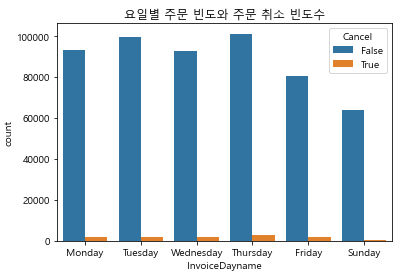 요일별 주문 빈도와 주문 취소 빈도수
Cancel
False
True
100000
80000
60000
40000
20000
0
count
Monday Tuesday Wednesday Thursday Friday Sunday
InvoiceDayname